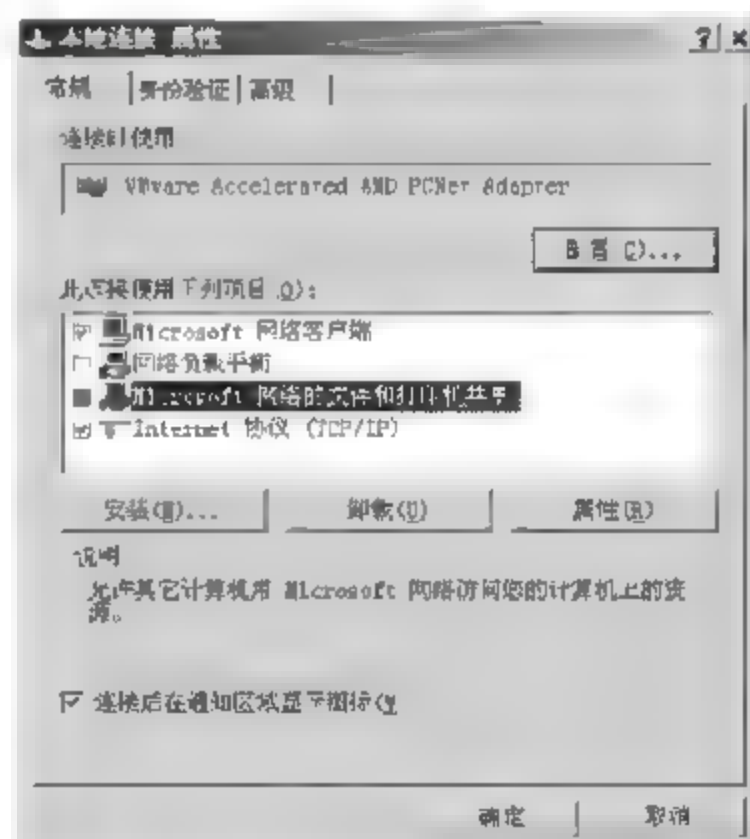 本地连接 属性
常规 身份验证 高级
连接时使用
VMware Accelerated AMD PCNet Adapter
配置(C)...
此连接使用下列项目(O):
Microsoft 网络客户端
网络负载平衡
Microsoft 网络的文件和打印机共享
Internet 协议 (TCP/IP)
安装(N)... 卸载(U) 属性(R)
说明
允许其它计算机用 Microsoft 网络访问您的计算机上的资
源。
连接后在通知区域显示图标(W
确定 取消